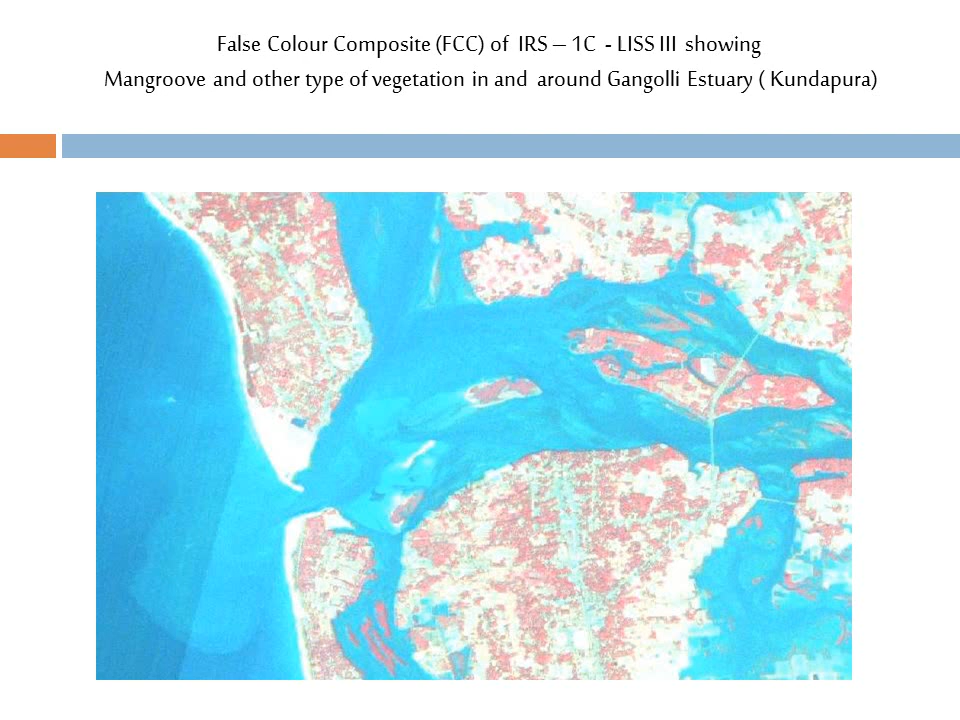 False Colour Composite (FCC) of IRS – 1C - LISS III showing
Mangroove and other type of vegetation in and around Gangolli Estuary ( Kundapura)